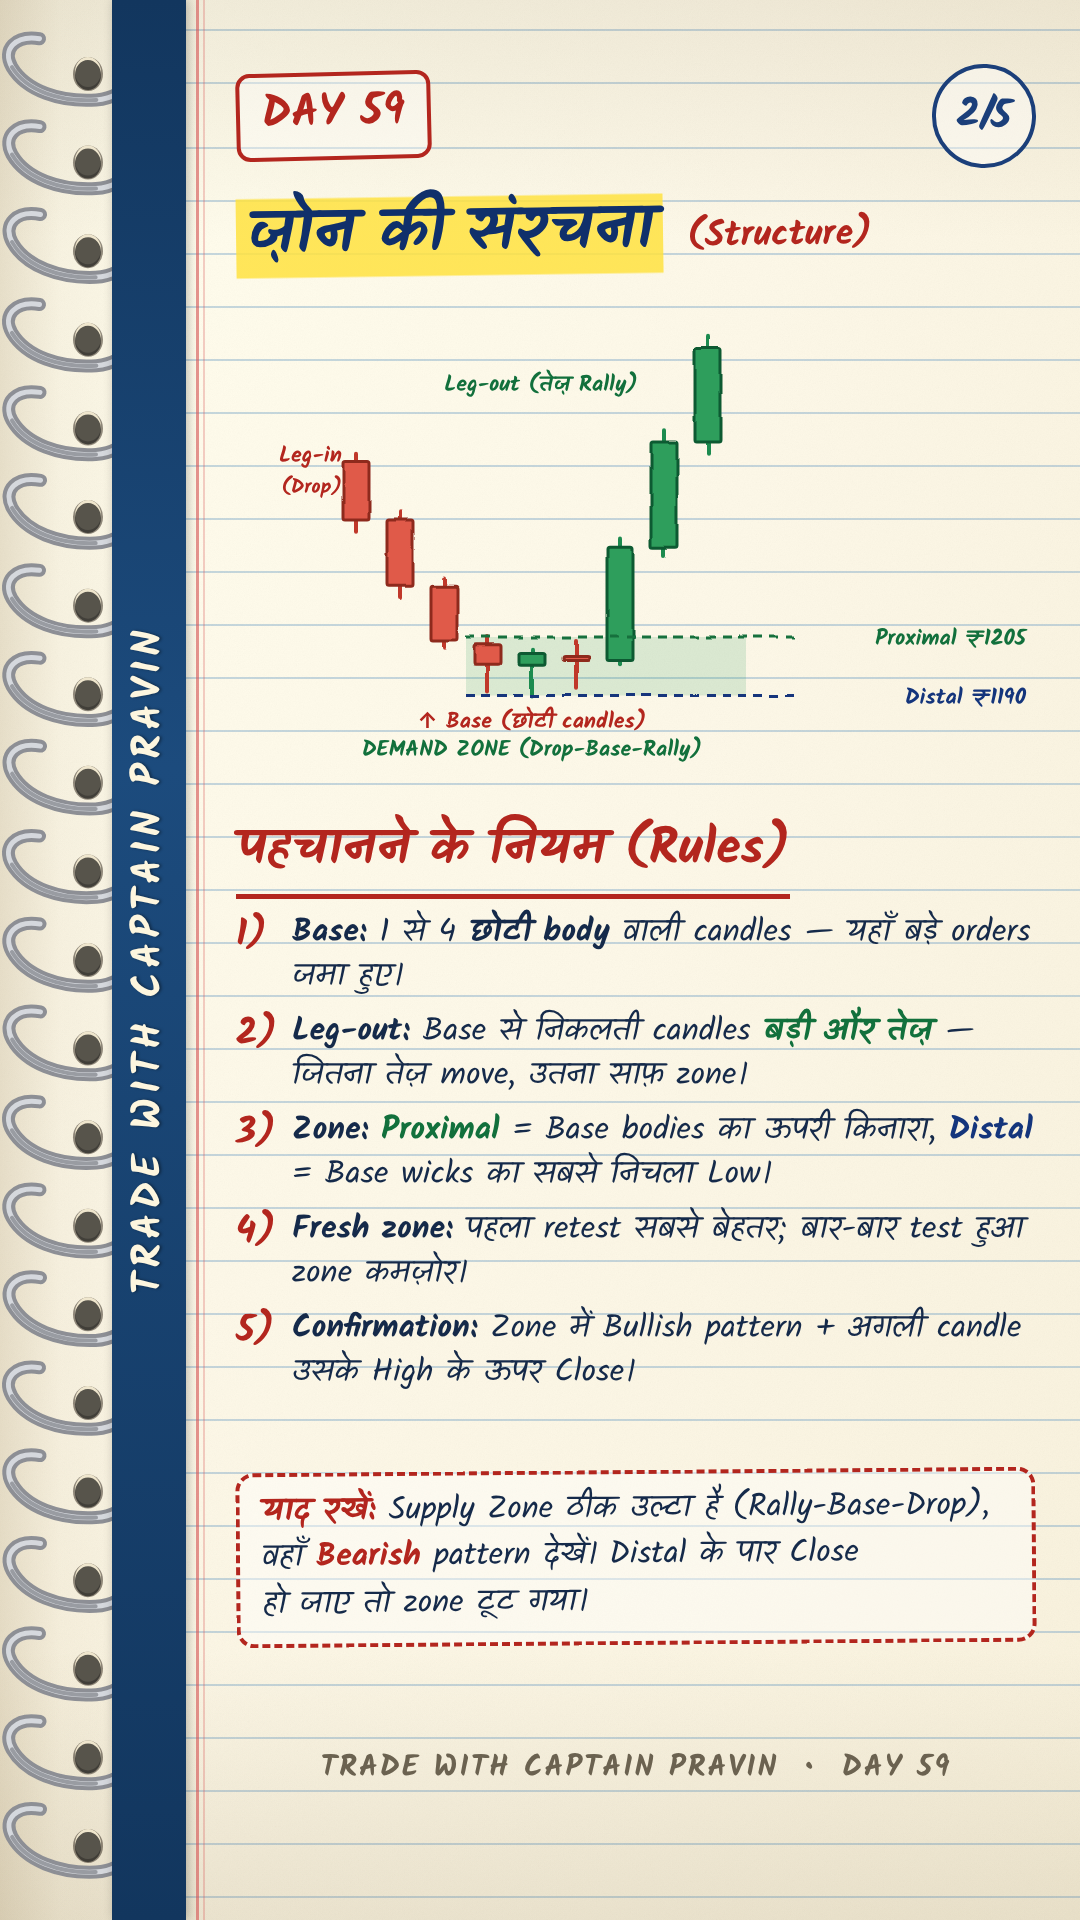 DAY 59
2/5
ज़ोन की संरचना (Structure)
Leg-out (तेज़ Rally)
Leg-in
(Drop)
Proximal ₹1205
Distal ₹1190
↑ Base (छोटी candles)
DEMAND ZONE (Drop-Base-Rally)
पहचानने के नियम (Rules)
1) Base: 1 से 4 छोटी body वाली candles — यहाँ बड़े orders
जमा हुए।
2) Leg-out: Base से निकलती candles बड़ी और तेज़ —
जितना तेज़ move, उतना साफ़ zone।
3) Zone: Proximal = Base bodies का ऊपरी किनारा, Distal
= Base wicks का सबसे निचला Low।
4) Fresh zone: पहला retest सबसे बेहतर; बार-बार test हुआ
zone कमज़ोर।
5) Confirmation: Zone में Bullish pattern + अगली candle
उसके High के ऊपर Close।
याद रखें: Supply Zone ठीक उल्टा है (Rally-Base-Drop),
वहाँ Bearish pattern देखें। Distal के पार Close
हो जाए तो zone टूट गया।
TRADE WITH CAPTAIN PRAVIN · DAY 59
TRADE WITH CAPTAIN PRAVIN